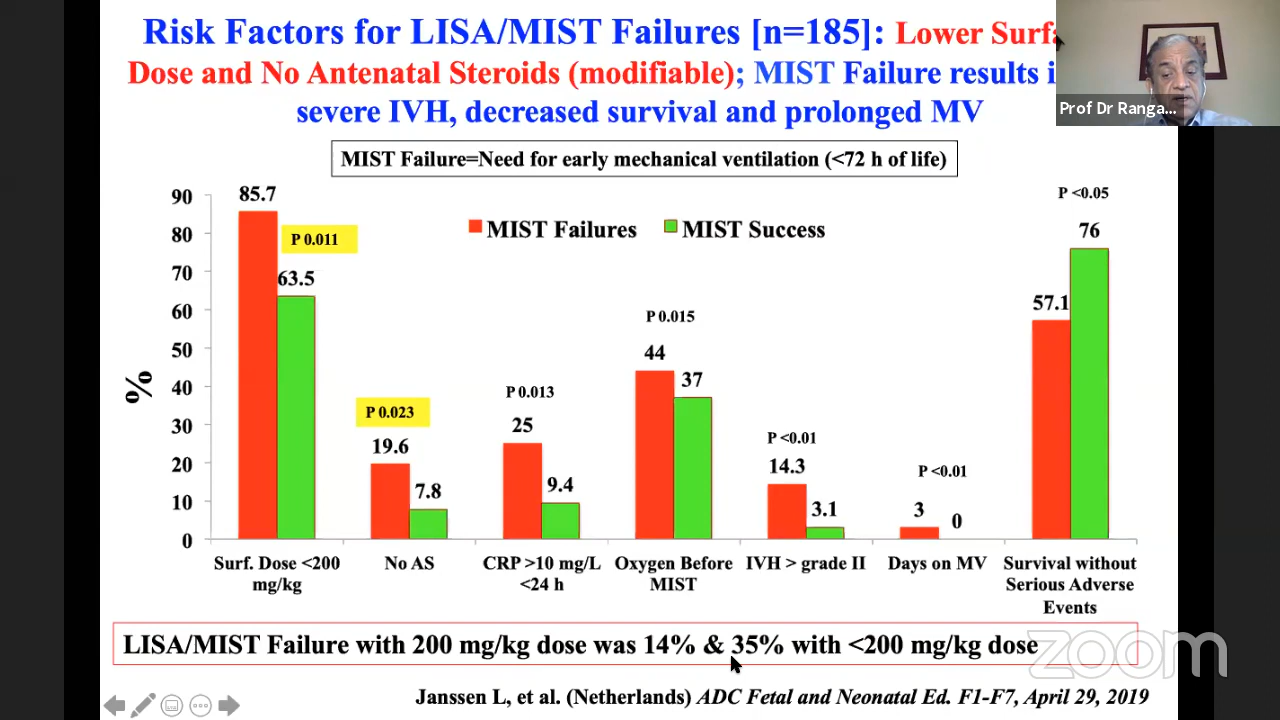 Risk Factors for LISA/MIST Failures [n=185]: Lower Surfa
Dose and No Antenatal Steroids (modifiable); MIST Failure results i
severe IVH, decreased survival and prolonged MV
Prof Dr Ranga...
MIST Failure=Need for early mechanical ventilation (<72 h of life)
MIST Failures
MIST Success
%
90
80
70
60
50
40
30
20
10
0
85.7
P 0.011
63.5
P 0.023
19.6
7.8
P 0.013
25
9.4
P 0.015
44
37
P <0.01
14.3
3.1
P <0.01
3
0
P <0.05
57.1
76
Surf. Dose <200
mg/kg
No AS
CRP >10 mg/L
<24 h
Oxygen Before
MIST
IVH > grade II
Days on MV
Survival without
Serious Adverse
Events
LISA/MIST Failure with 200 mg/kg dose was 14% & 35% with <200 mg/kg dose
zoom
Janssen L, et al. (Netherlands) ADC Fetal and Neonatal Ed. F1-F7, April 29, 2019